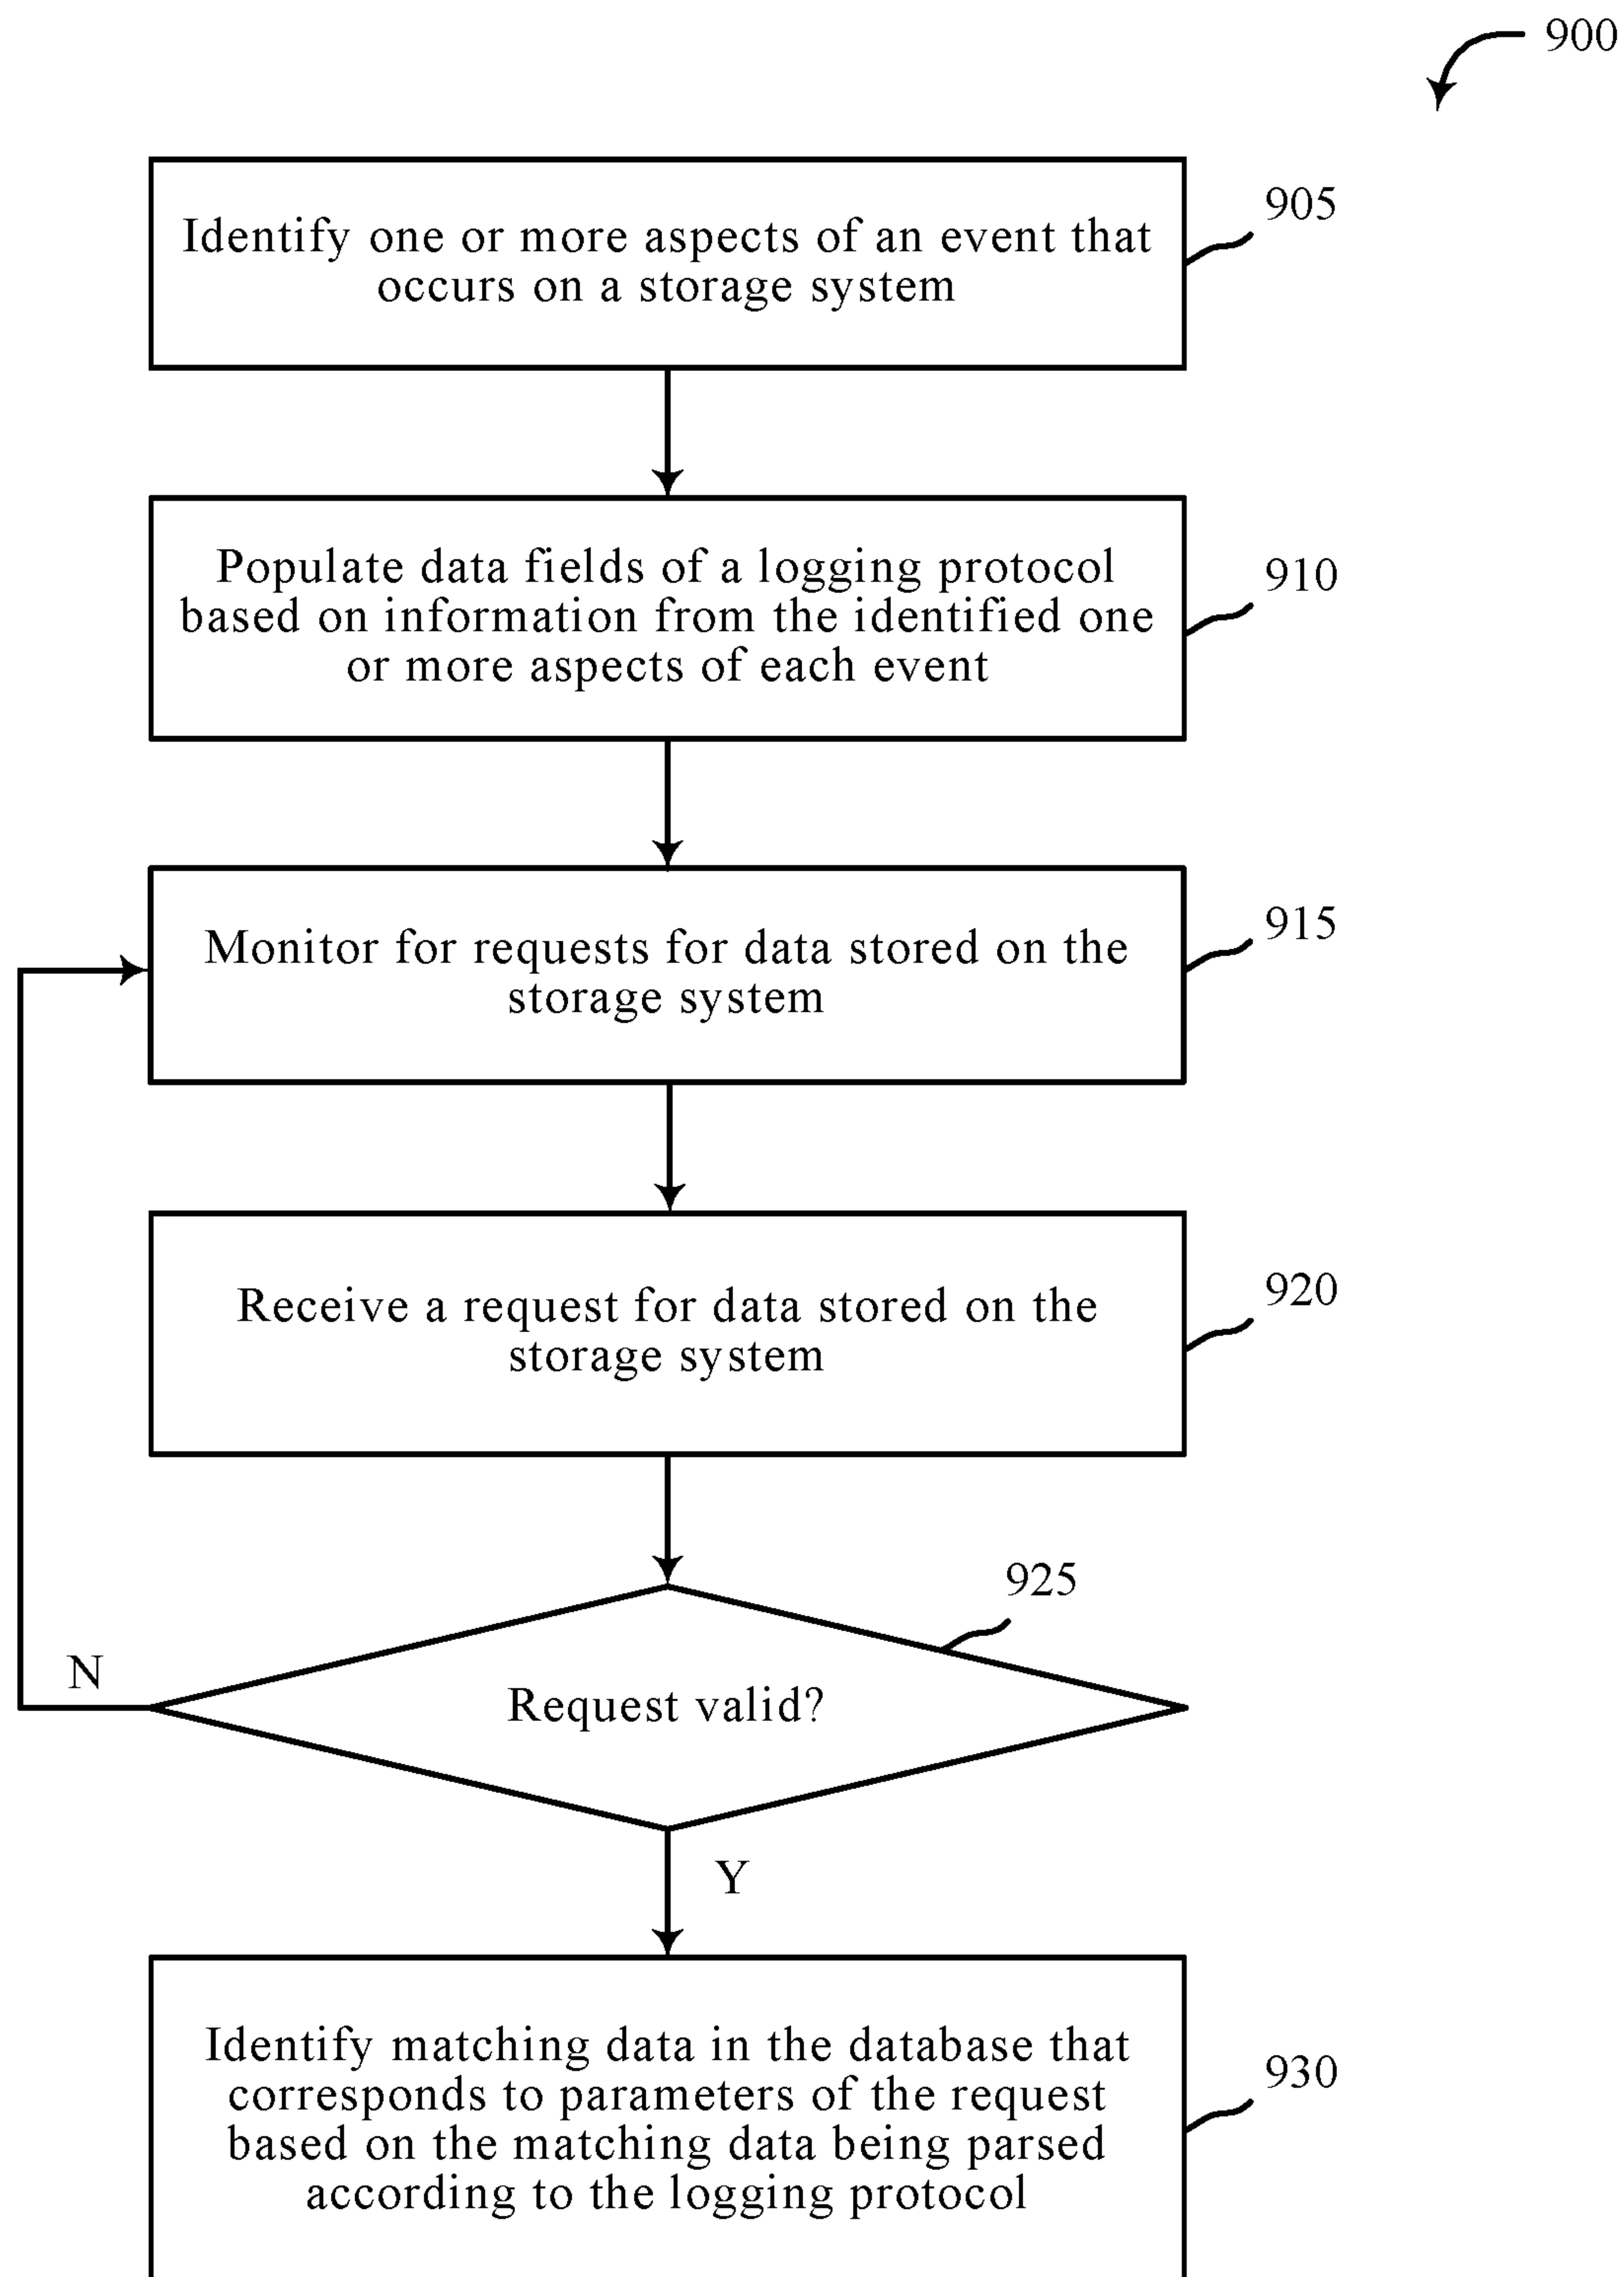 900
Identify one or more aspects of an event that
occurs on a storage system
905
Populate data fields of a logging protocol
based on information from the identified one
or more aspects of each event
910
Monitor for requests for data stored on the
storage system
915
Receive a request for data stored on the
storage system
920
925
Request valid?
N
Y
Identify matching data in the database that
corresponds to parameters of the request
based on the matching data being parsed
according to the logging protocol
930